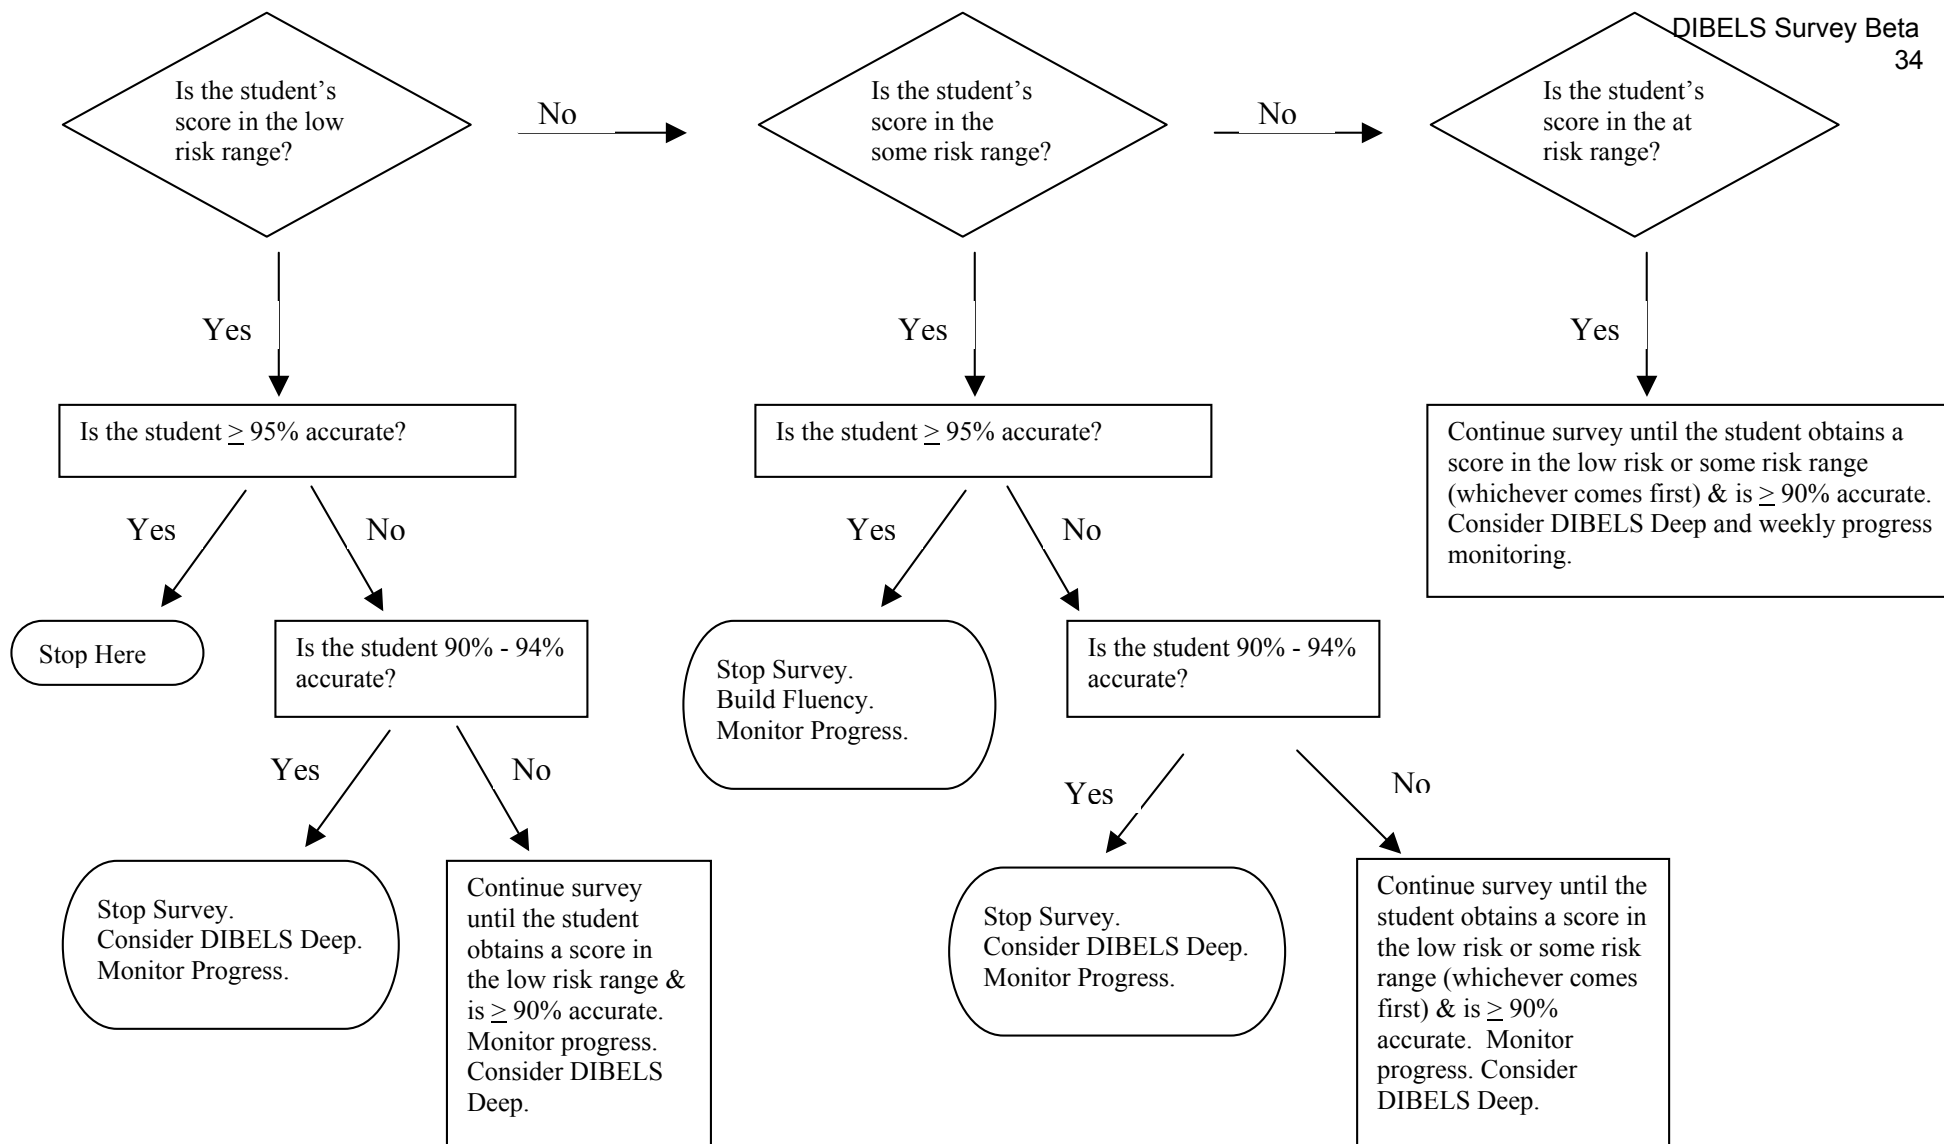 DIBELS Survey Beta
34
Is the student’s
score in the low
risk range?
No
Is the student’s
score in the
some risk range?
No
Is the student’s
score in the at
risk range?
Yes
Yes
Yes
Is the student ≥ 95% accurate?
Is the student ≥ 95% accurate?
Continue survey until the student obtains a
score in the low risk or some risk range
(whichever comes first) & is ≥ 90% accurate.
Consider DIBELS Deep and weekly progress
monitoring.
Yes
No
Yes
No
Stop Here
Is the student 90% - 94%
accurate?
Stop Survey.
Build Fluency.
Monitor Progress.
Is the student 90% - 94%
accurate?
Yes
No
Yes
No
Stop Survey.
Consider DIBELS Deep.
Monitor Progress.
Continue survey
until the student
obtains a score in
the low risk range &
is ≥ 90% accurate.
Monitor progress.
Consider DIBELS
Deep.
Stop Survey.
Consider DIBELS Deep.
Monitor Progress.
Continue survey until the
student obtains a score in
the low risk or some risk
range (whichever comes
first) & is ≥ 90%
accurate.  Monitor
progress. Consider
DIBELS Deep.